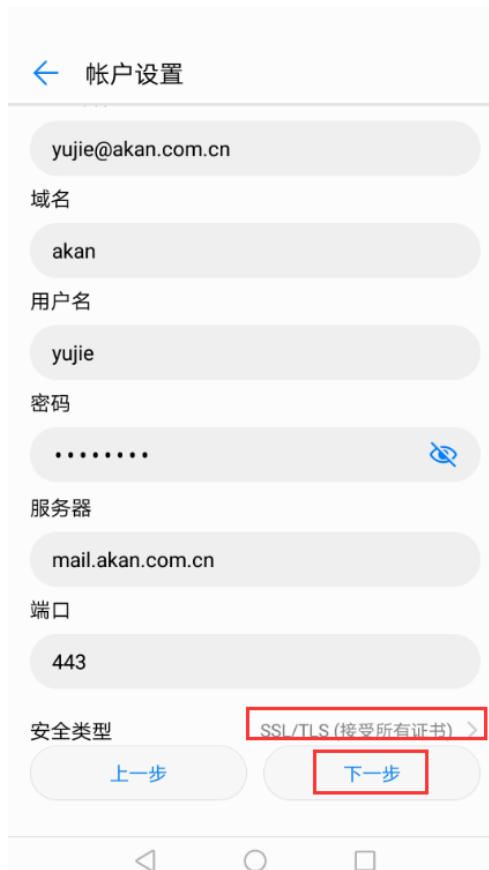 帐户设置
yujie@akan.com.cn
域名
akan
用户名
yujie
密码
••••••••
服务器
mail.akan.com.cn
端口
443
安全类型
SSL/TLS (接受所有证书)
上一步
下一步